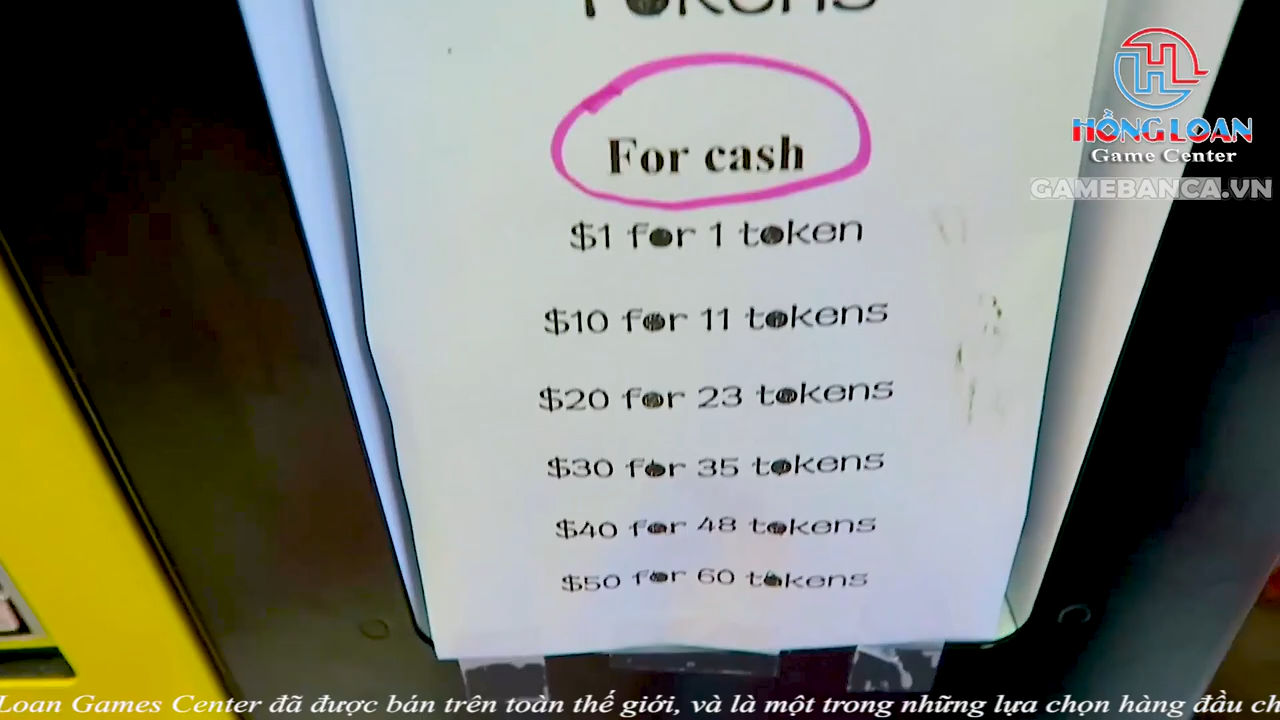 Tokens
For cash
$1 for 1 token
$10 for 11 tokens
$20 for 23 tokens
$30 for 35 tokens
$40 for 48 tokens
$50 for 60 tokens
HỒNG LOAN
Game Center
GAMEBANCA.VN
Loan Games Center đã được bán trên toàn thế giới, và là một trong những lựa chọn hàng đầu